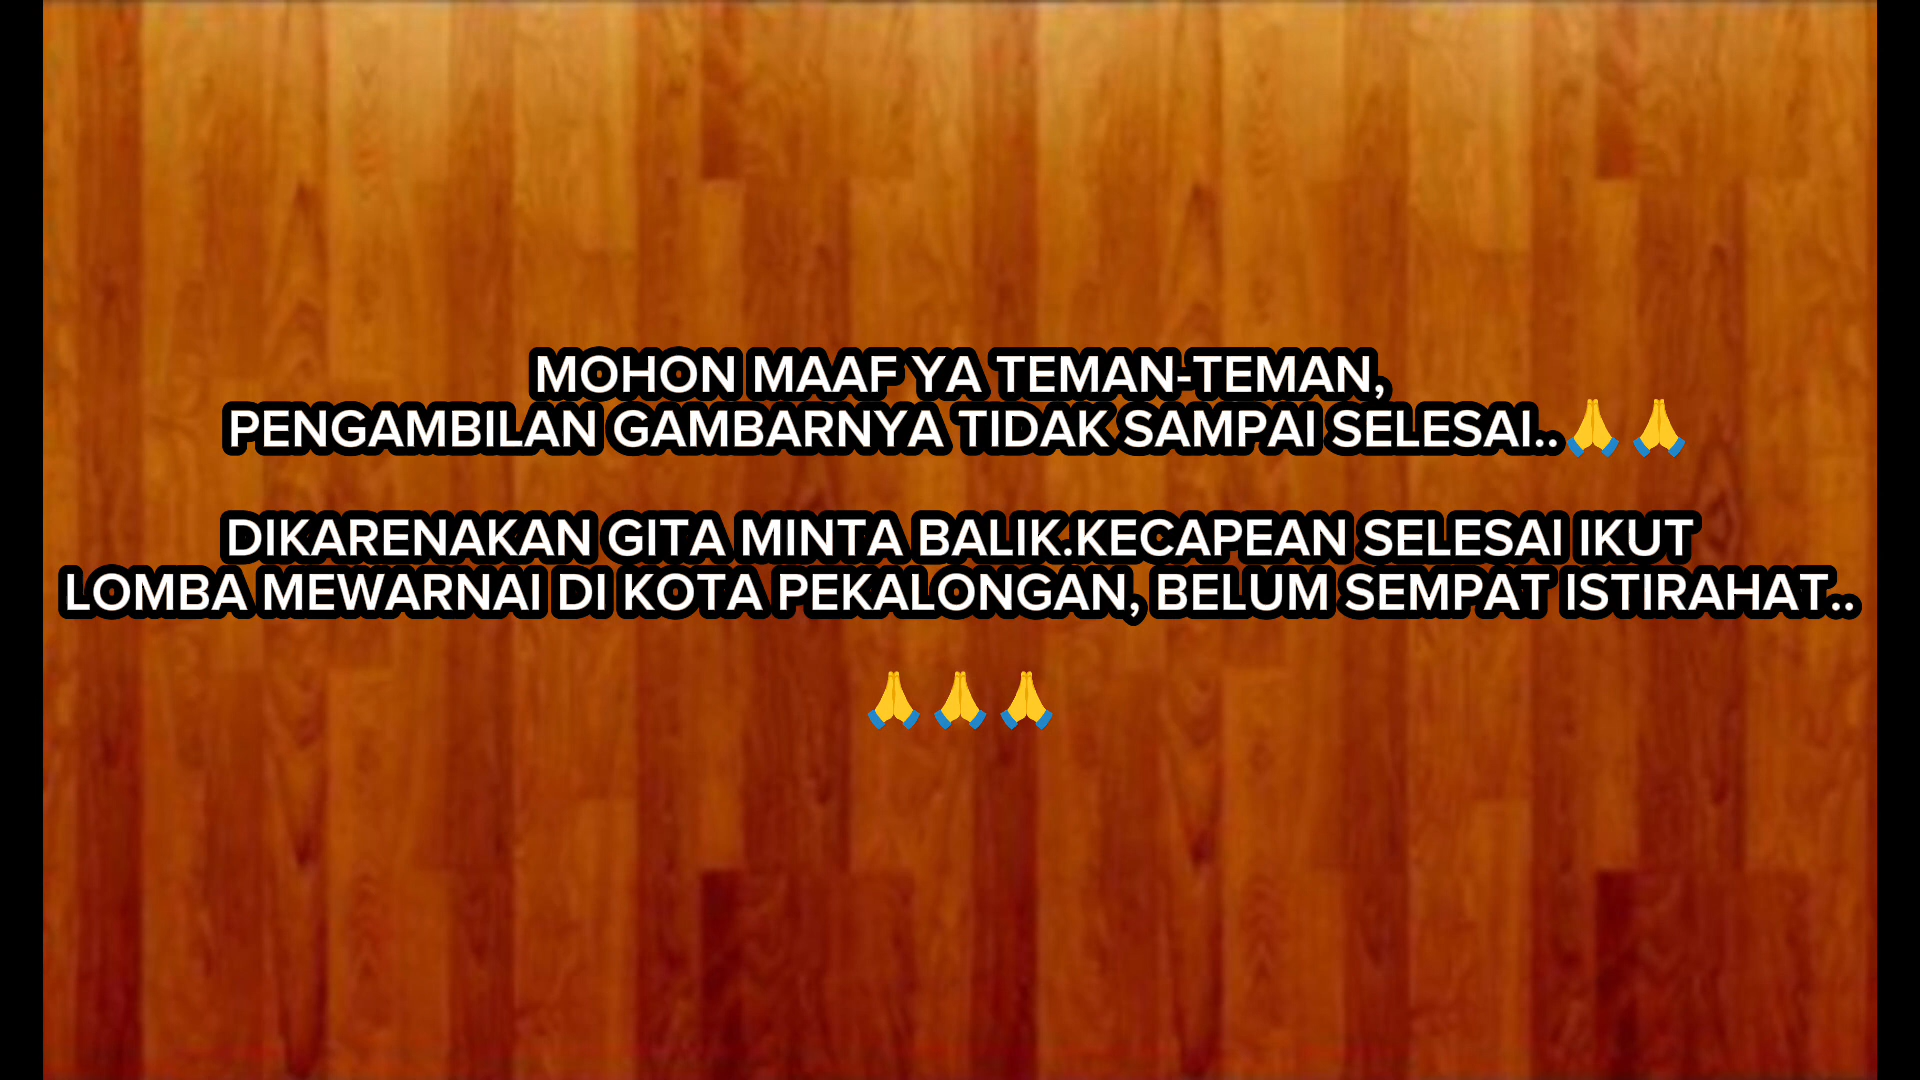 MOHON MAAF YA TEMAN-TEMAN,
PENGAMBILAN GAMBARNYA TIDAK SAMPAI SELESAI..🙏🙏
DIKARENAKAN GITA MINTA BALIK.KECAPEAN SELESAI IKUT
LOMBA MEWARNAI DI KOTA PEKALONGAN, BELUM SEMPAT ISTIRAHAT..
🙏🙏🙏